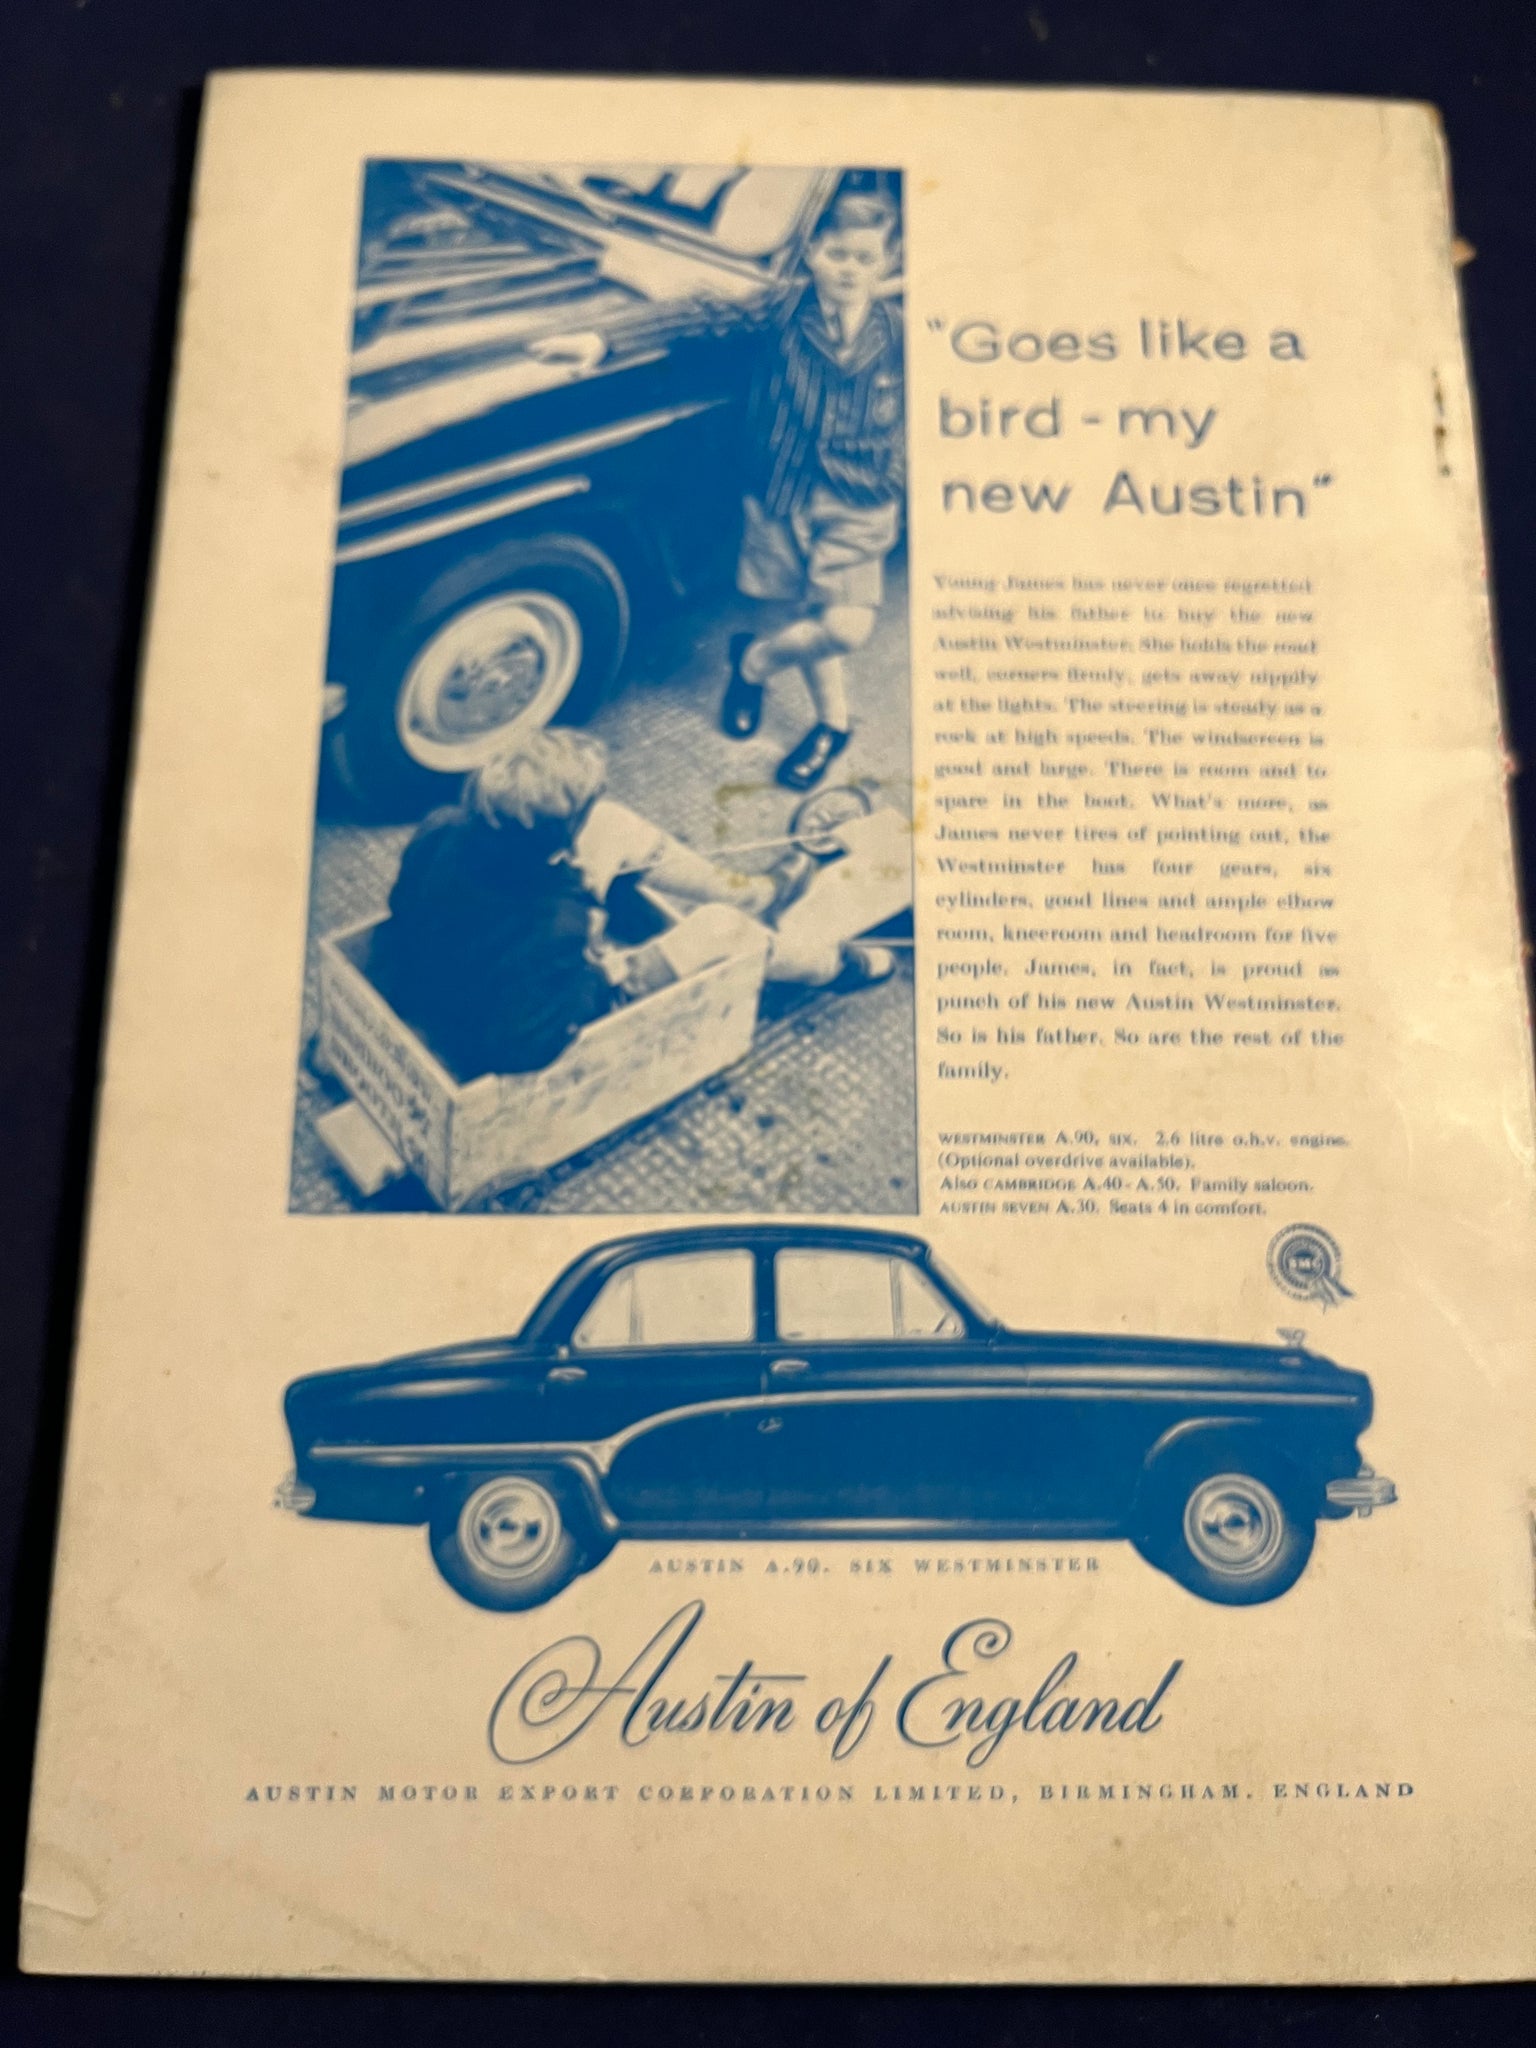 "Goes like a
bird - my
new Austin"
Young James has never once regretted
advising his father to buy the new
Austin Westminster. She holds the road
well, corners firmly, gets away nippily
at the lights. The steering is steady as a
rock at high speeds. The windscreen is
good and large. There is room and to
spare in the boot. What's more, as
James never tires of pointing out, the
Westminster has four gears, six
cylinders, good lines and ample elbow
room, kneeroom and headroom for five
people. James, in fact, is proud as
punch of his new Austin Westminster.
So is his father. So are the rest of the
family.
WESTMINSTER A.90, SIX. 2.6 litre o.h.v. engine.
(Optional overdrive available).
Also CAMBRIDGE A.40 - A.50. Family saloon.
AUSTIN SEVEN A.30. Seats 4 in comfort.
BMC
AUSTIN A.90. SIX WESTMINSTER
Austin of England
AUSTIN MOTOR EXPORT CORPORATION LIMITED, BIRMINGHAM. ENGLAND